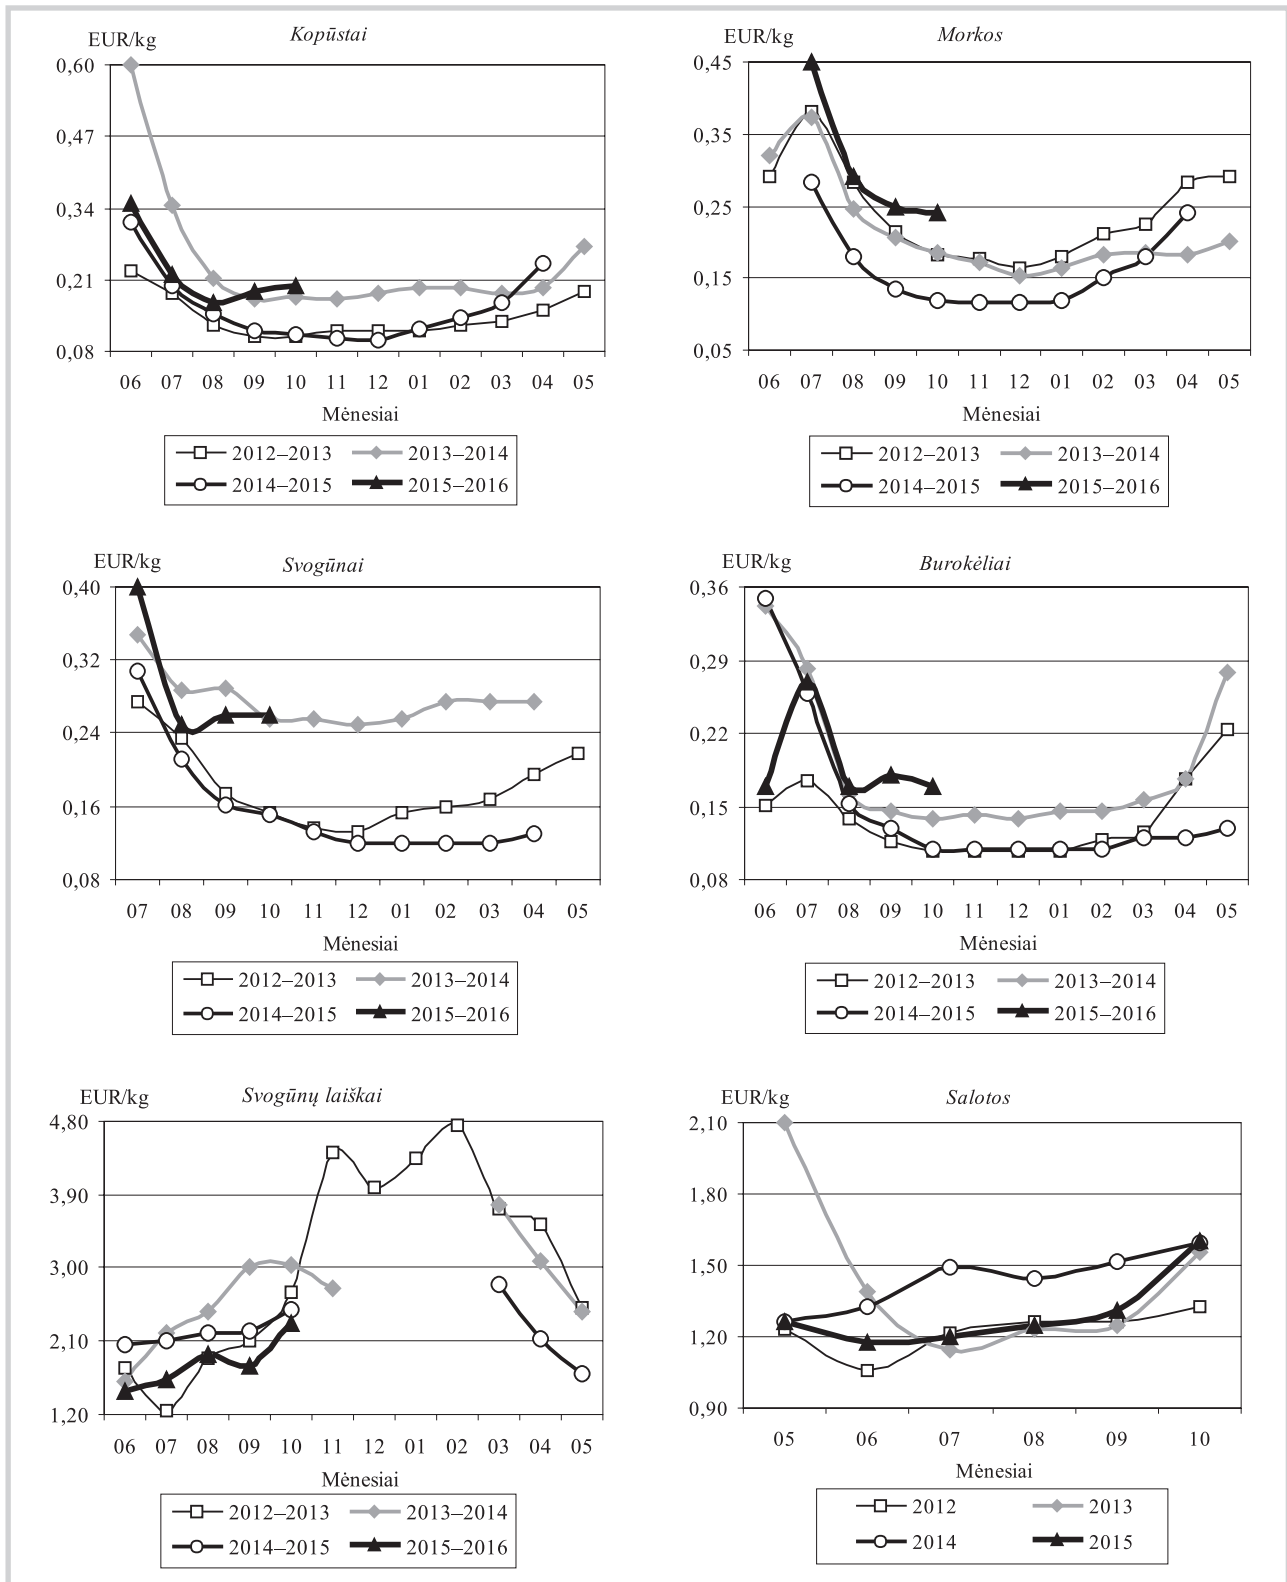 Kopūstai
EUR/kg
0,60
0,47
0,34
0,21
0,08
06 07 08 09 10 11 12 01 02 03 04 05
Mėnesiai
2012–2013 2013–2014
2014–2015 2015–2016
Morkos
EUR/kg
0,45
0,35
0,25
0,15
0,05
06 07 08 09 10 11 12 01 02 03 04 05
Mėnesiai
2012–2013 2013–2014
2014–2015 2015–2016
Svogūnai
EUR/kg
0,40
0,32
0,24
0,16
0,08
07 08 09 10 11 12 01 02 03 04 05
Mėnesiai
2012–2013 2013–2014
2014–2015 2015–2016
Burokėliai
EUR/kg
0,36
0,29
0,22
0,15
0,08
06 07 08 09 10 11 12 01 02 03 04 05
Mėnesiai
2012–2013 2013–2014
2014–2015 2015–2016
Svogūnų laiškai
EUR/kg
4,80
3,90
3,00
2,10
1,20
06 07 08 09 10 11 12 01 02 03 04 05
Mėnesiai
2012–2013 2013–2014
2014–2015 2015–2016
Salotos
EUR/kg
2,10
1,80
1,50
1,20
0,90
05 06 07 08 09 10
Mėnesiai
2012 2013
2014 2015